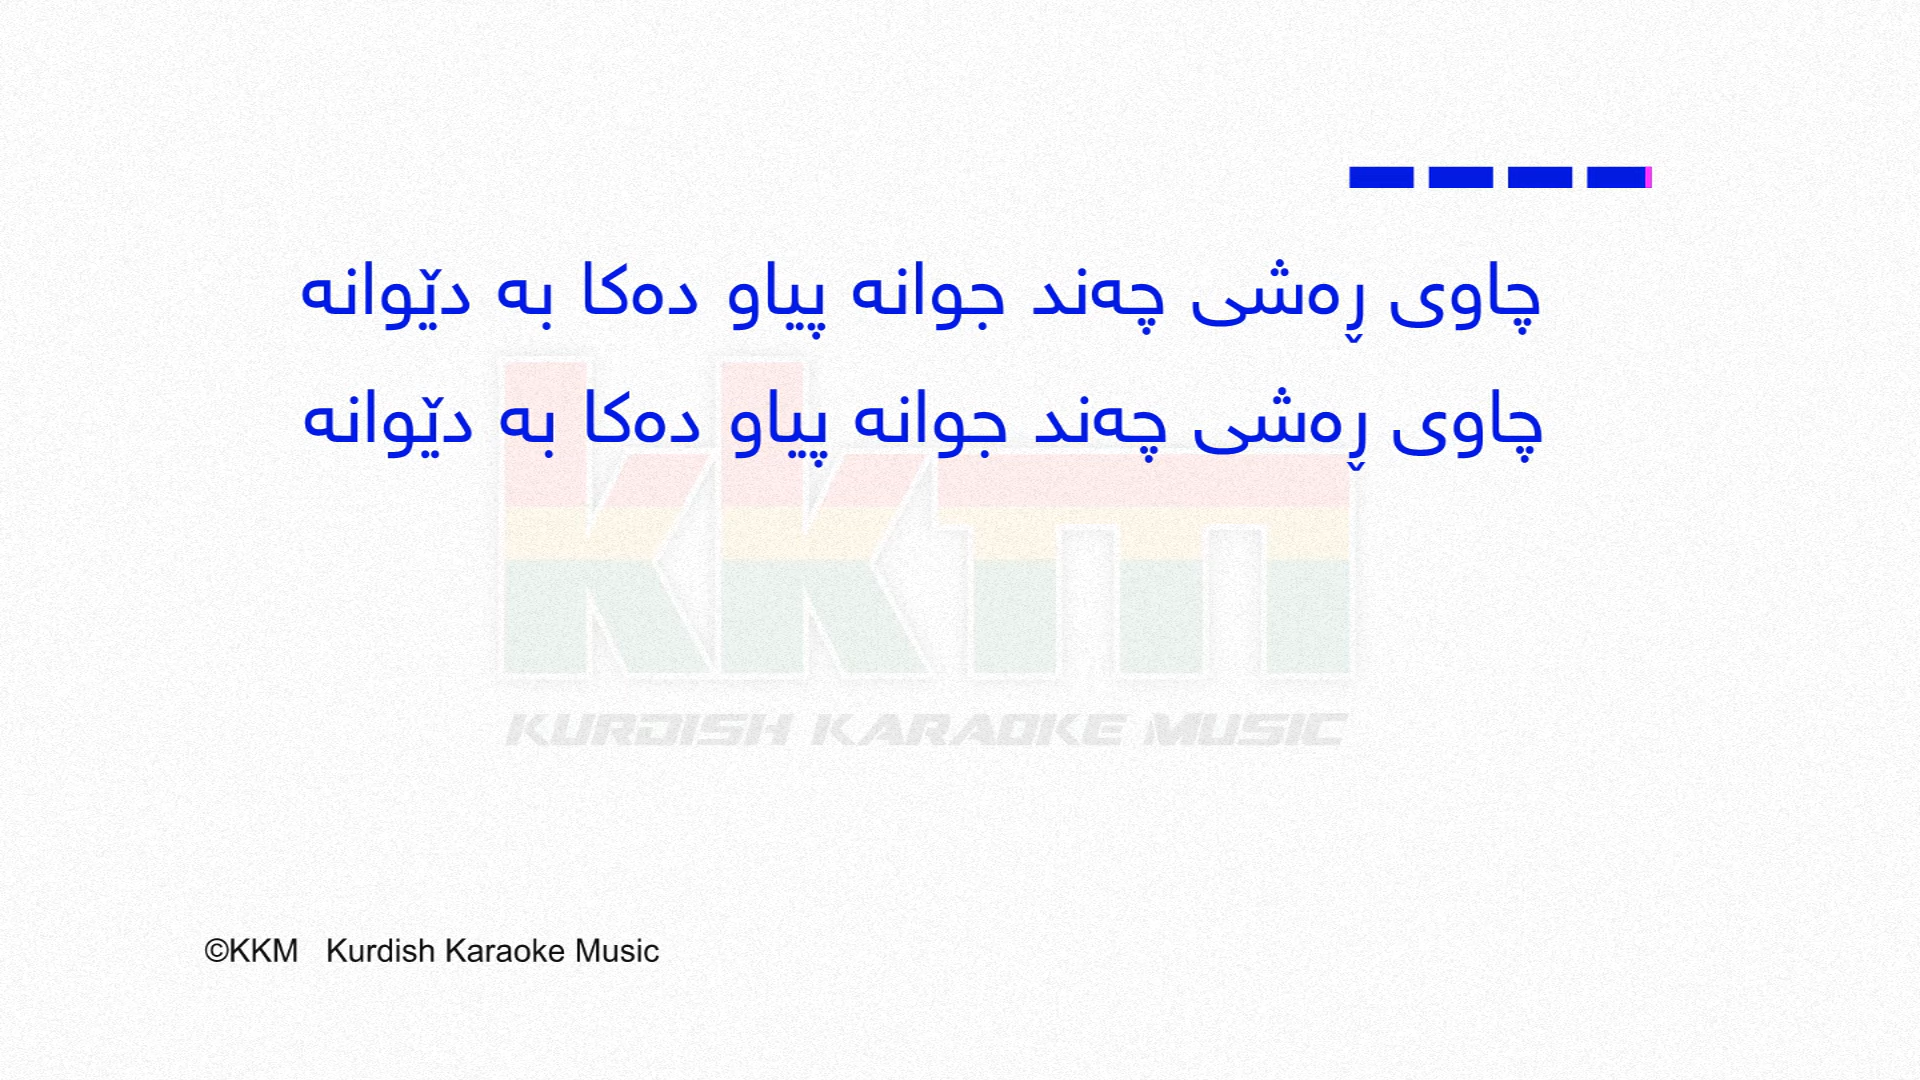 چاوی ڕەشی چەند جوانە پیاو دەکا بە دێوانە
چاوی ڕەشی چەند جوانە پیاو دەکا بە دێوانە
kkm
KURDISH KARAOKE MUSIC
©KKM Kurdish Karaoke Music